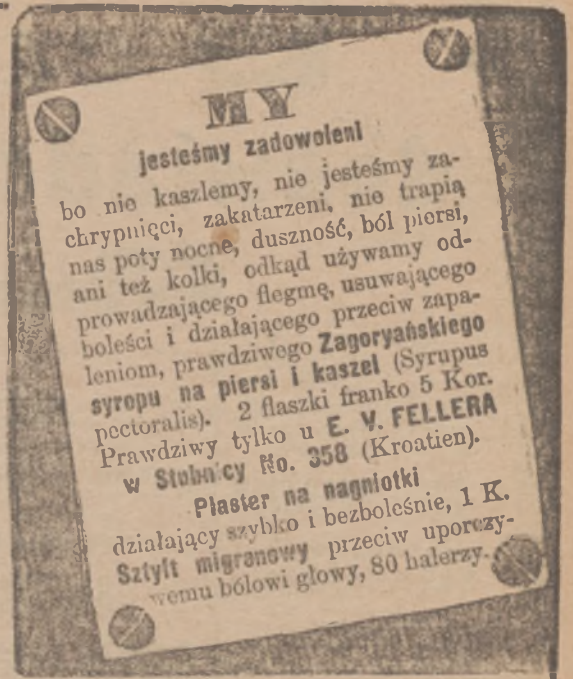 MY
jesteśmy zadowoleni
bo nie kaszlemy, nie jesteśmy za-
chrypnięci, zakatarzeni, nie trapią
nas poty nocne, duszność, ból piersi,
ani też kolki, odkąd używamy od-
prowadzającego flegmę, usuwającego
boleści i działającego przeciw zapa-
leniom, prawdziwego Zagoryańskiego
syropu na piersi i kaszel (Syrupus
pectoralis). 2 flaszki franko 5 Kor.
Prawdziwy tylko u E. V. FELLERA
w Stubnicy No. 358 (Kroatien).
Plaster na nagniotki
działający szybko i bezboleśnie, 1 K.
Sztyft migrenowy przeciw uporczy-
wemu bólowi głowy, 80 halerzy.